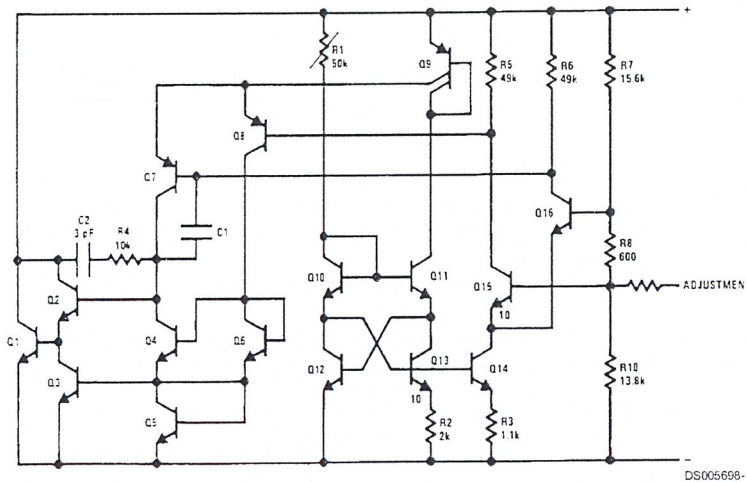 +
R1
50k
Q9
R5
49k
R6
49k
R7
15.6k
Q8
Q7
Q16
C2
3 pF
R4
10k
C1
R8
600
Q10
Q11
Q15
10
ADJUSTMEN
Q2
Q4
Q6
Q1
Q12
Q13
Q14
R10
13.8k
Q3
10
Q5
R2
2k
R3
1.1k
−
DS005698-